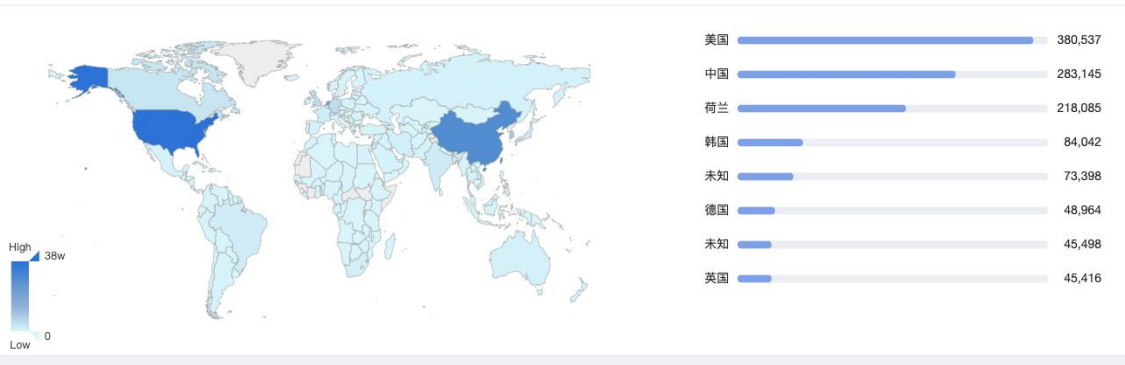 High
38w
0
Low
美国 380,537
中国 283,145
荷兰 218,085
韩国 84,042
未知 73,398
德国 48,964
未知 45,498
英国 45,416